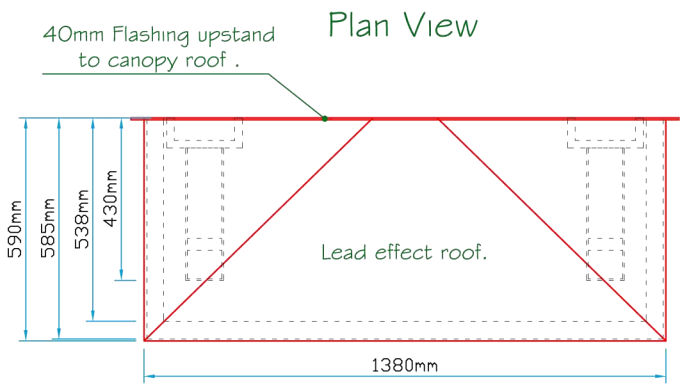 Plan View
40mm Flashing upstand
to canopy roof .
590mm
585mm
538mm
430mm
Lead effect roof.
1380mm